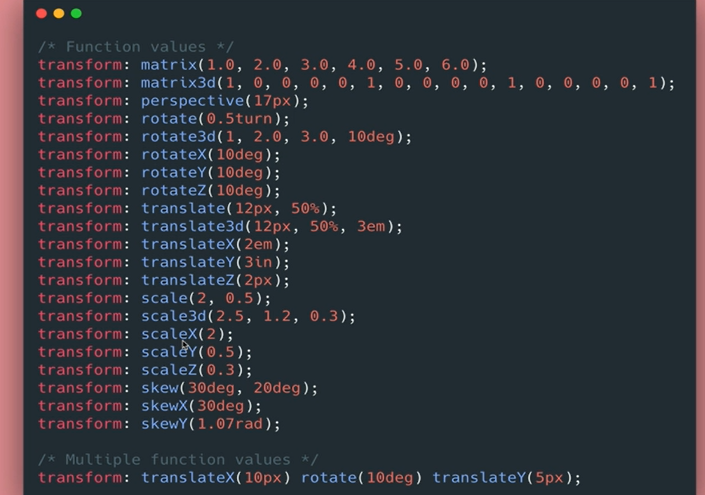 /* Function values */
transform: matrix(1.0, 2.0, 3.0, 4.0, 5.0, 6.0);
transform: matrix3d(1, 0, 0, 0, 0, 1, 0, 0, 0, 0, 1, 0, 0, 0, 0, 1);
transform: perspective(17px);
transform: rotate(0.5turn);
transform: rotate3d(1, 2.0, 3.0, 10deg);
transform: rotateX(10deg);
transform: rotateY(10deg);
transform: rotateZ(10deg);
transform: translate(12px, 50%);
transform: translate3d(12px, 50%, 3em);
transform: translateX(2em);
transform: translateY(3in);
transform: translateZ(2px);
transform: scale(2, 0.5);
transform: scale3d(2.5, 1.2, 0.3);
transform: scaleX(2);
transform: scaleY(0.5);
transform: scaleZ(0.3);
transform: skew(30deg, 20deg);
transform: skewX(30deg);
transform: skewY(1.07rad);
/* Multiple function values */
transform: translateX(10px) rotate(10deg) translateY(5px);